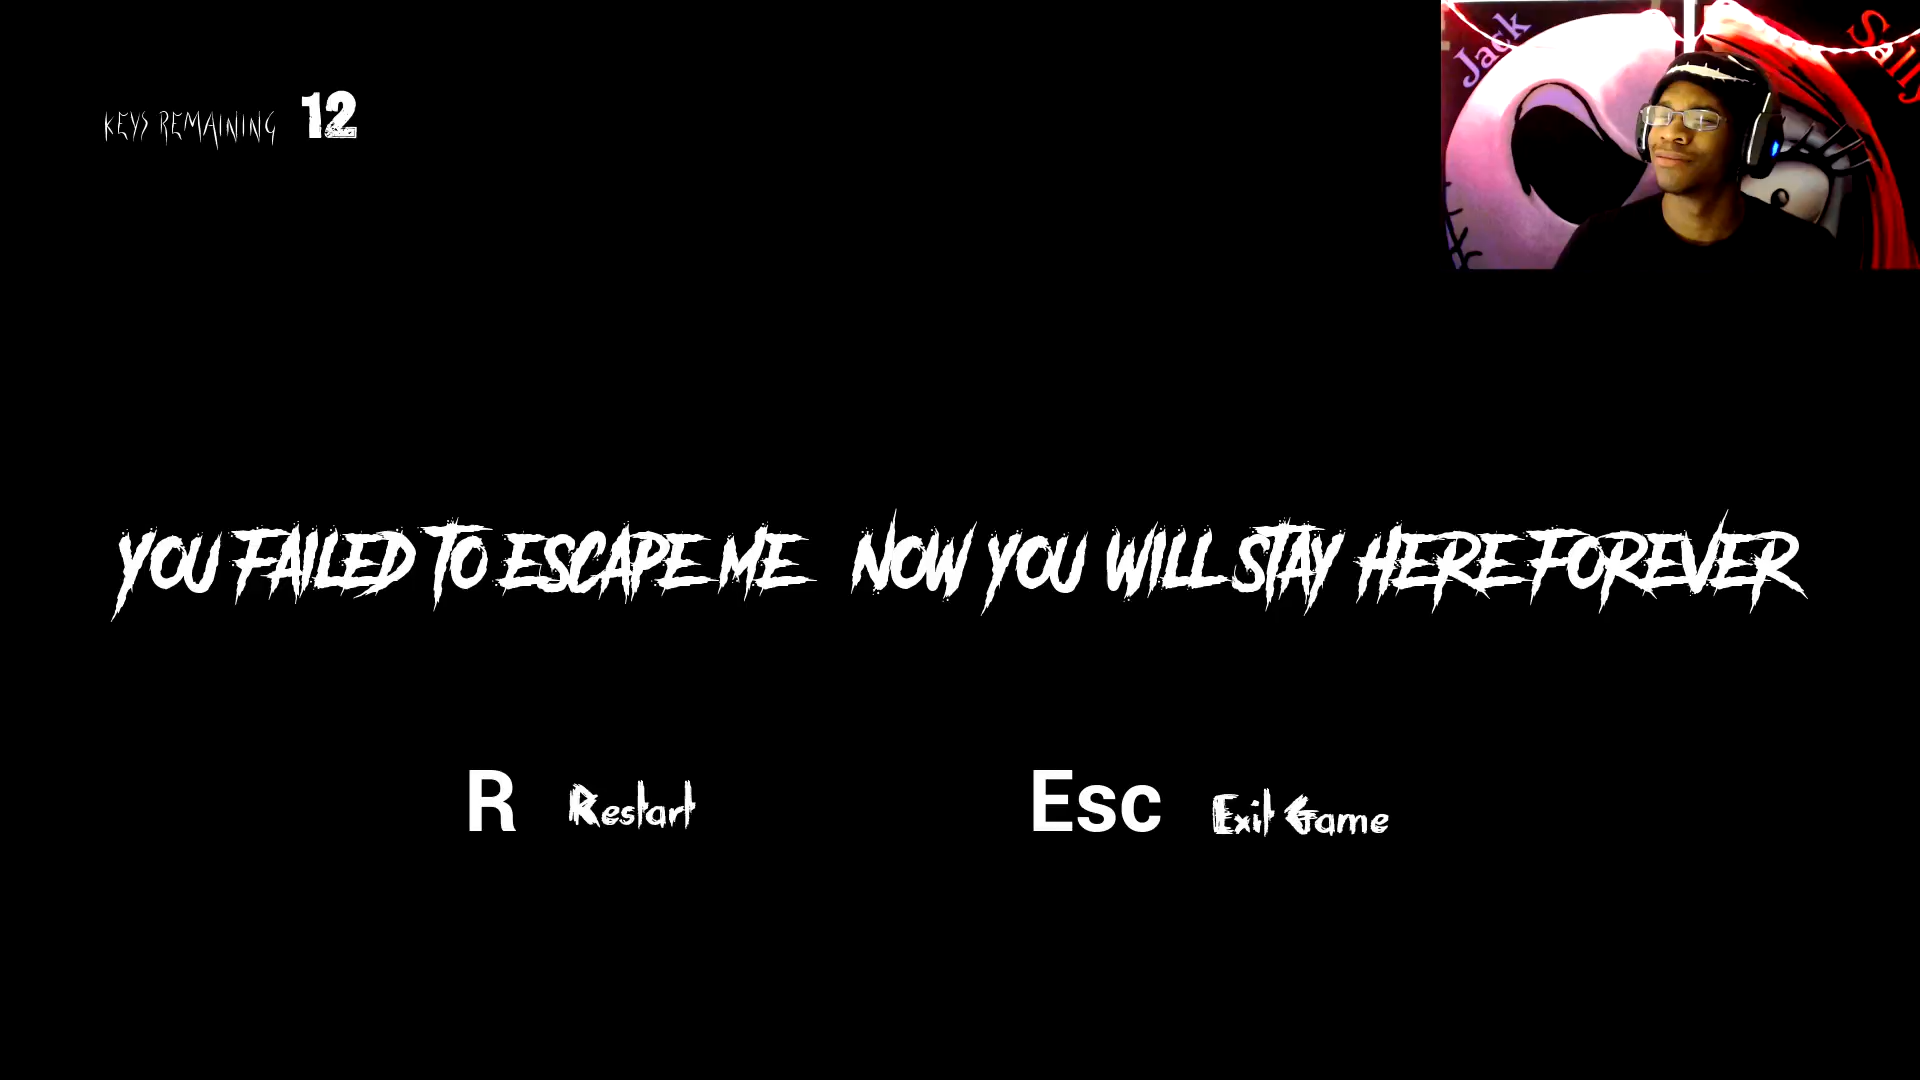 Jack
Sally
KEYS REMAINING 12
YOU FAILED TO ESCAPE ME NOW YOU WILL STAY HERE FOREVER
R Restart
Esc Exit Game